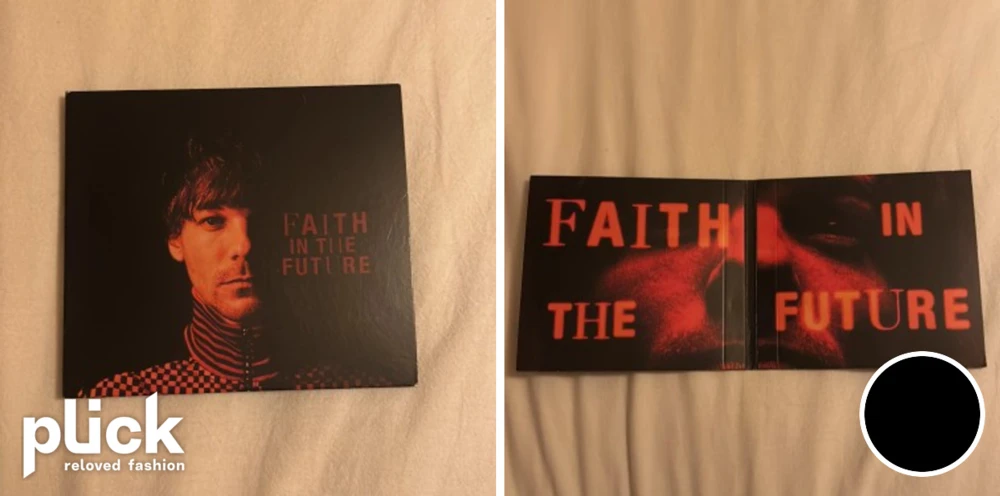 FAITH
IN THE
FUTURE
plick
reloved fashion
FAITH IN
THE FUTURE